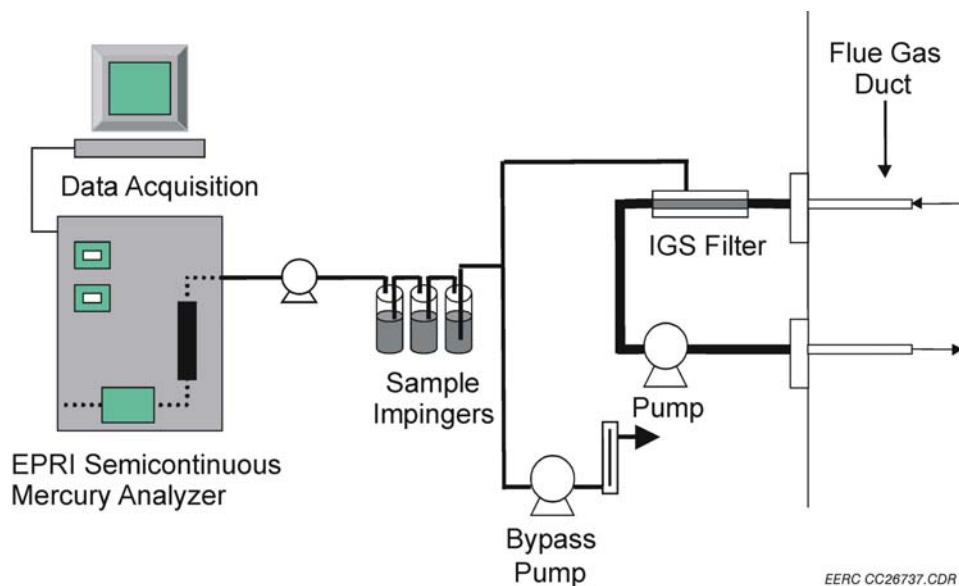 Flue Gas
Duct
Data Acquisition
IGS Filter
Sample
Impingers
Pump
EPRI Semicontinuous
Mercury Analyzer
Bypass
Pump
EERC CC26737.CDR